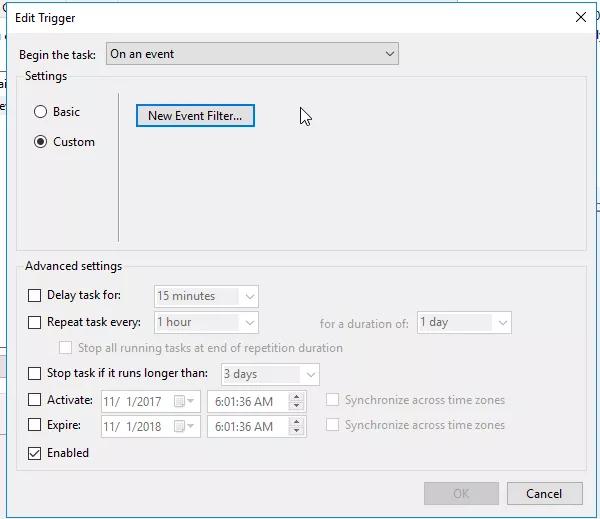 Edit Trigger
Begin the task: On an event
Settings
Basic
New Event Filter...
Custom
Advanced settings
Delay task for: 15 minutes
Repeat task every: 1 hour for a duration of: 1 day
Stop all running tasks at end of repetition duration
Stop task if it runs longer than: 3 days
Activate: 11/ 1/2017 6:01:36 AM Synchronize across time zones
Expire: 11/ 1/2018 6:01:36 AM Synchronize across time zones
Enabled
OK Cancel